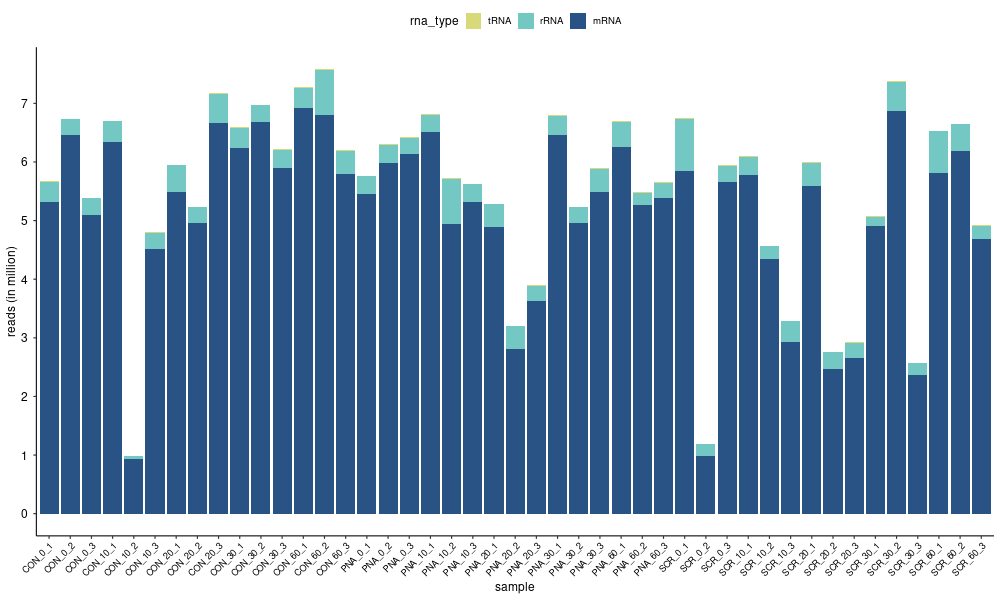 rna_type tRNA rRNA mRNA
reads (in million)
7
6
5
4
3
2
1
0
CON_0_1
CON_0_2
CON_0_3
CON_10_1
CON_10_2
CON_10_3
CON_20_1
CON_20_2
CON_20_3
CON_30_1
CON_30_2
CON_30_3
CON_60_1
CON_60_2
CON_60_3
PNA_0_1
PNA_0_2
PNA_0_3
PNA_10_1
PNA_10_2
PNA_10_3
PNA_20_1
PNA_20_2
PNA_20_3
PNA_30_1
PNA_30_2
PNA_30_3
PNA_60_1
PNA_60_2
PNA_60_3
SCR_0_1
SCR_0_2
SCR_0_3
SCR_10_1
SCR_10_2
SCR_10_3
SCR_20_1
SCR_20_2
SCR_20_3
SCR_30_1
SCR_30_2
SCR_30_3
SCR_60_1
SCR_60_2
SCR_60_3
sample